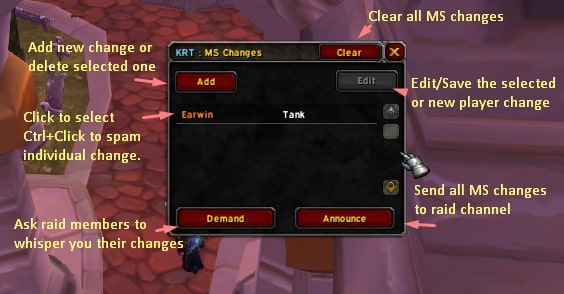 Clear all MS changes
Add new change or
delete selected one
KRT : MS Changes
Clear
Add
Edit
Edit/Save the selected
or new player change
Click to select
Ctrl+Click to spam
individual change.
Earwin
Tank
Send all MS changes
to raid channel
Ask raid members to
whisper you their changes
Demand
Announce